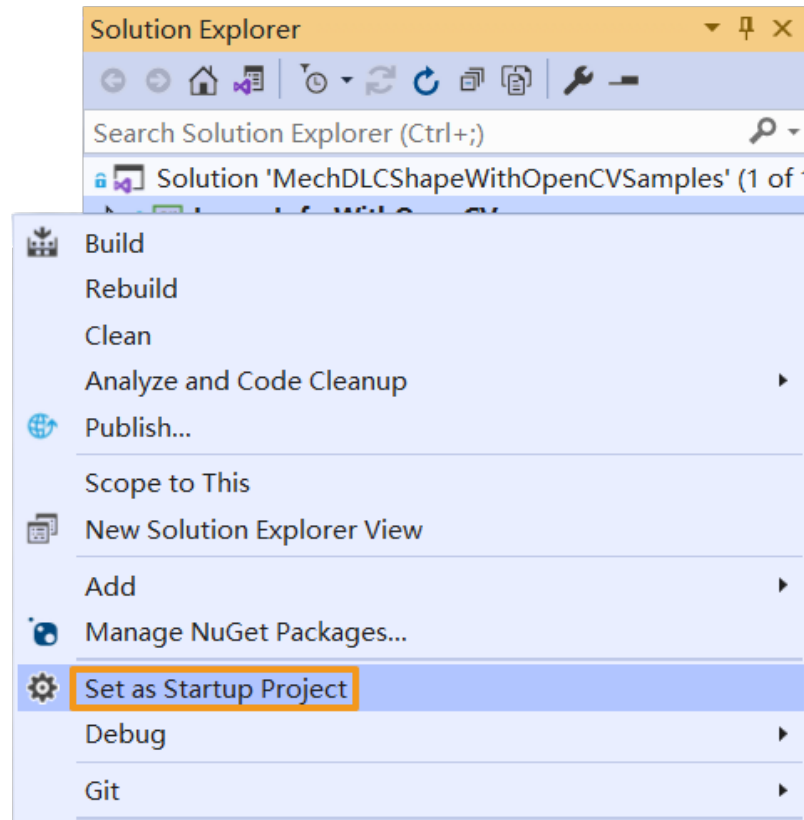 Solution Explorer
Search Solution Explorer (Ctrl+;)
Solution 'MechDLCShapeWithOpenCVSamples' (1 of
Build
Rebuild
Clean
Analyze and Code Cleanup
Publish...
Scope to This
New Solution Explorer View
Add
Manage NuGet Packages...
Set as Startup Project
Debug
Git